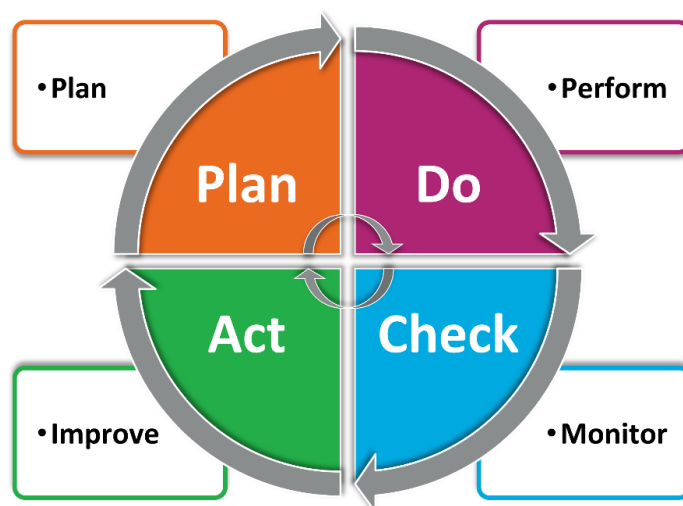 •Plan
•Perform
Plan
Do
Act
Check
•Improve
•Monitor